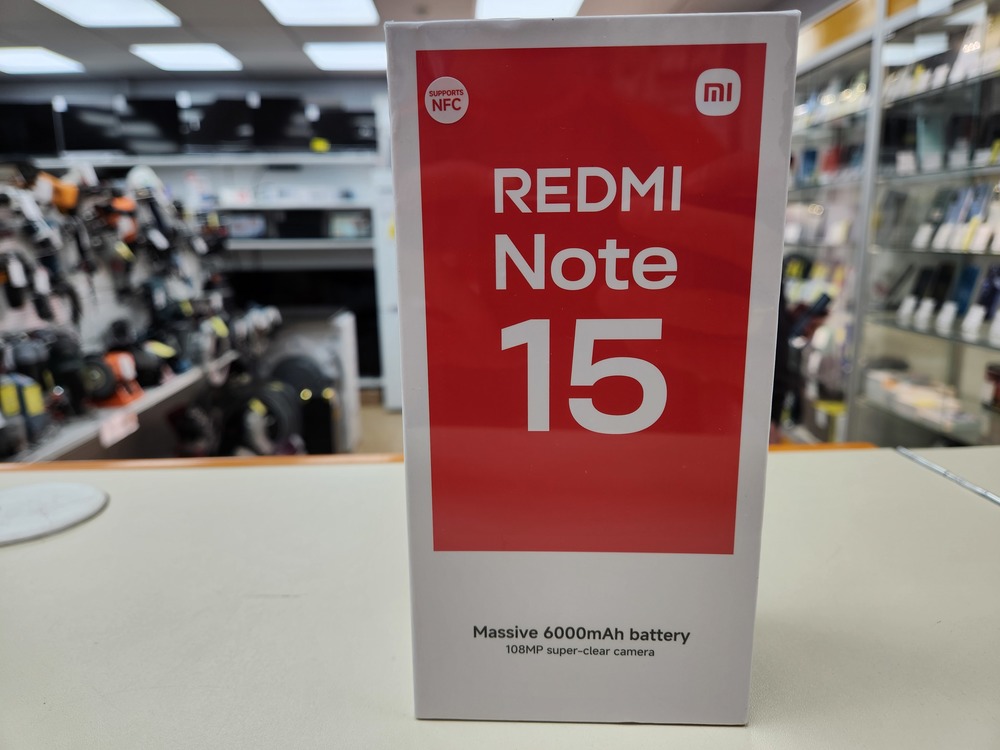 SUPPORTS
NFC
mi
REDMI
Note
15
Massive 6000mAh battery
108MP super-clear camera